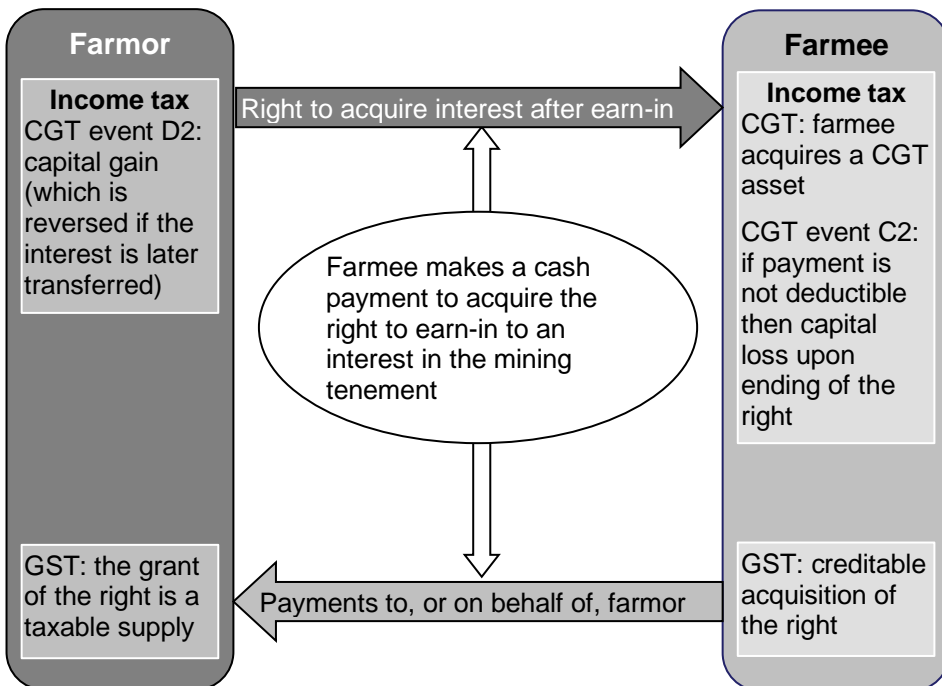 Farmor
Income tax
CGT event D2:
capital gain
(which is
reversed if the
interest is later
transferred)
GST: the grant
of the right is a
taxable supply
Right to acquire interest after earn-in
Farmee makes a cash
payment to acquire the
right to earn-in to an
interest in the mining
tenement
Payments to, or on behalf of, farmor
Farmee
Income tax
CGT: farmee
acquires a CGT
asset
CGT event C2:
if payment is
not deductible
then capital
loss upon
ending of the
right
GST: creditable
acquisition of
the right